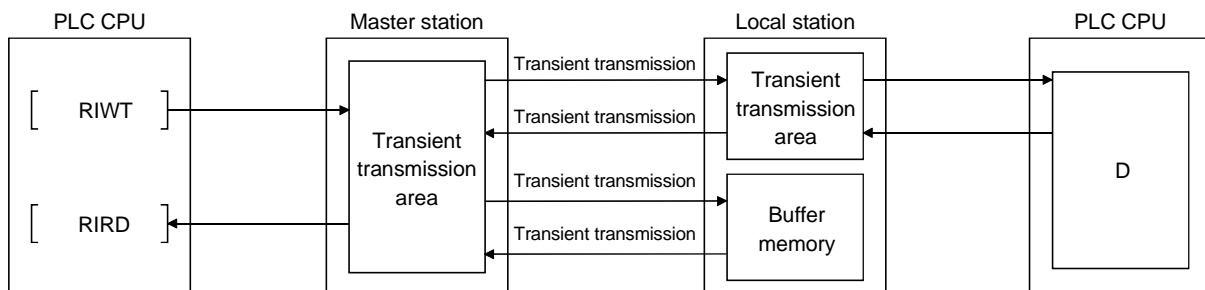 PLC CPU
Master station
Local station
PLC CPU
Transient transmission
Transient
transmission
area
[ RIWT ]
Transient transmission
Transient
transmission
area
D
Transient transmission
[ RIRD ]
Buffer
memory
Transient transmission